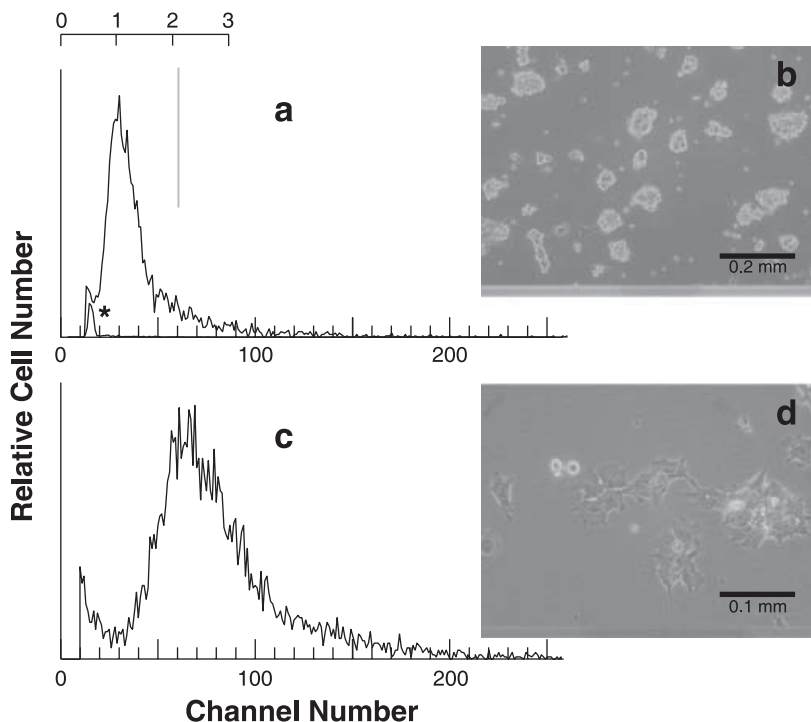 0 1 2 3
a
b
*
0.2 mm
0 100 200
Relative Cell Number
c
d
0.1 mm
0 100 200
Channel Number